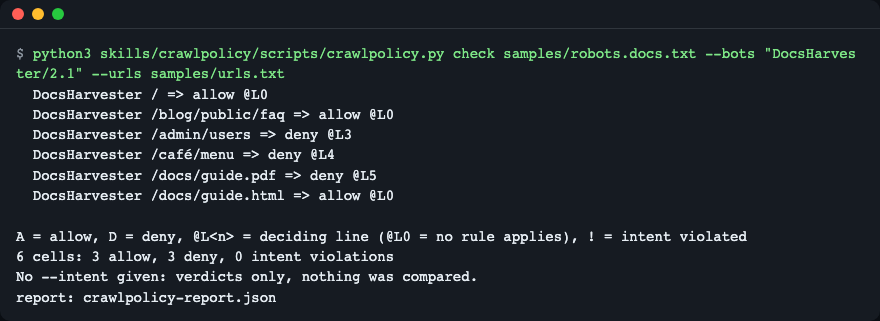 $ python3 skills/crawlpolicy/scripts/crawlpolicy.py check samples/robots.docs.txt --bots "DocsHarves
ter/2.1" --urls samples/urls.txt
DocsHarvester / => allow @L0
DocsHarvester /blog/public/faq => allow @L0
DocsHarvester /admin/users => deny @L3
DocsHarvester /café/menu => deny @L4
DocsHarvester /docs/guide.pdf => deny @L5
DocsHarvester /docs/guide.html => allow @L0
A = allow, D = deny, @L<n> = deciding line (@L0 = no rule applies), ! = intent violated
6 cells: 3 allow, 3 deny, 0 intent violations
No --intent given: verdicts only, nothing was compared.
report: crawlpolicy-report.json